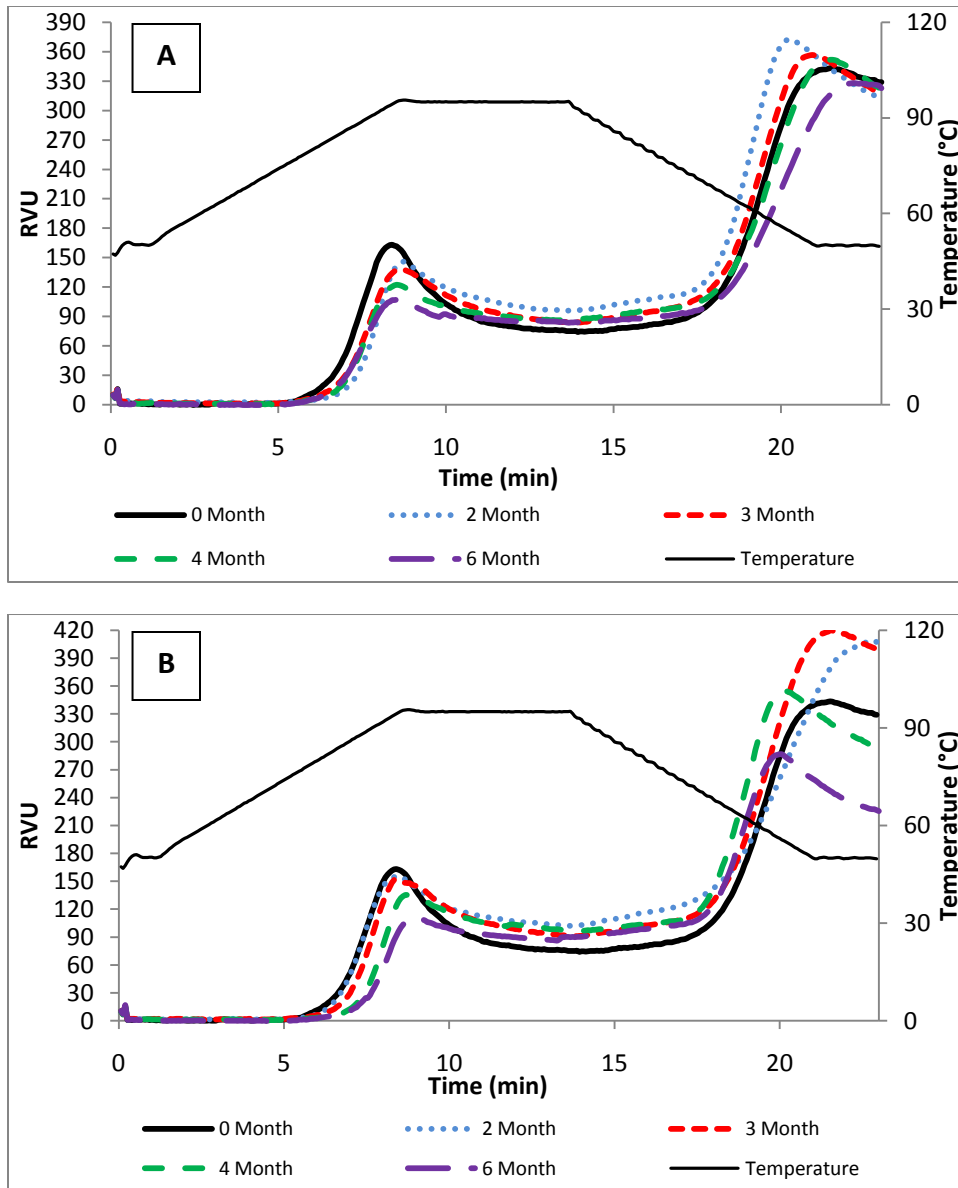 A
RVU
390
360
330
300
270
240
210
180
150
120
90
60
30
0
120
90
60
30
0
Temperature (°C)
0 5 10 15 20
Time (min)
0 Month 2 Month 3 Month
4 Month 6 Month Temperature
B
RVU
420
390
360
330
300
270
240
210
180
150
120
90
60
30
0
120
90
60
30
0
Temperature (°C)
0 5 10 15 20
Time (min)
0 Month 2 Month 3 Month
4 Month 6 Month Temperature